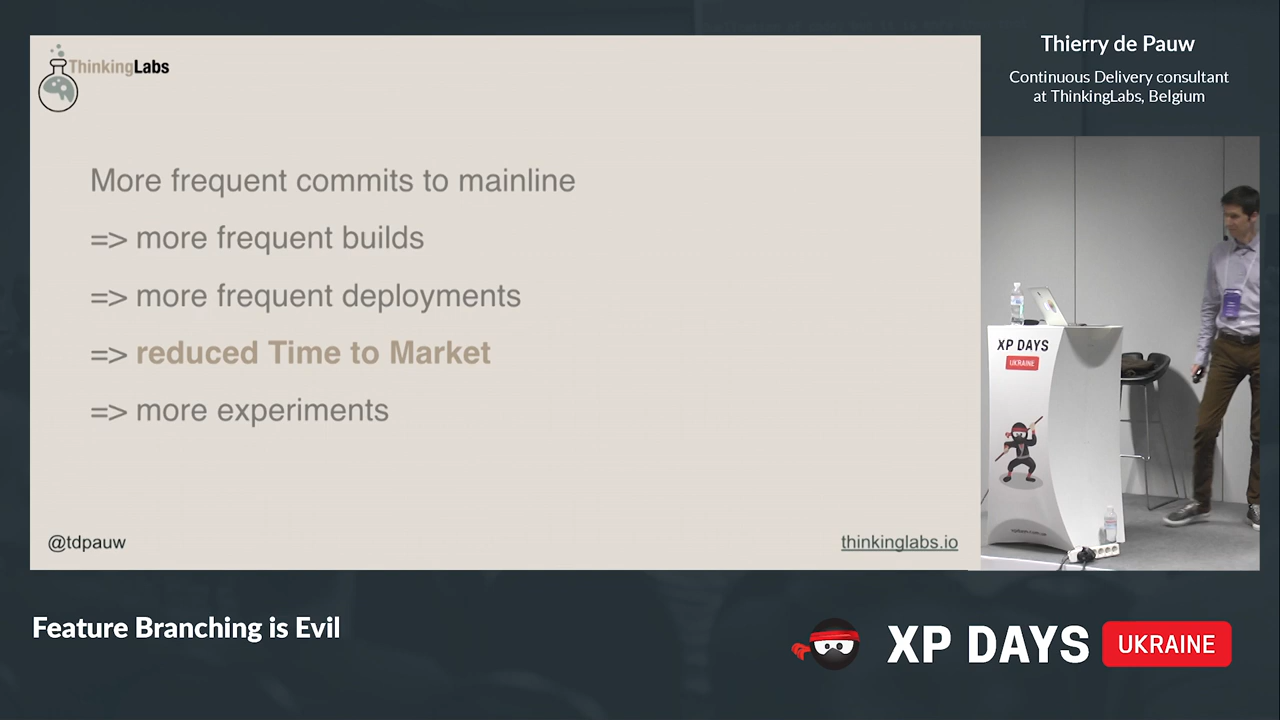 ThinkingLabs
More frequent commits to mainline
=> more frequent builds
=> more frequent deployments
=> reduced Time to Market
=> more experiments
@tdpauw
thinkinglabs.io
Thierry de Pauw
Continuous Delivery consultant
at ThinkingLabs, Belgium
XP DAYS
UKRAINE
Feature Branching is Evil
XP DAYS UKRAINE